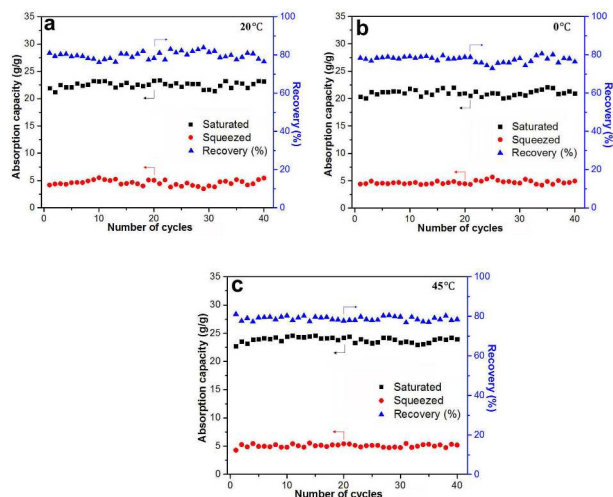 a
20°C
Absorption capacity (g/g)
35
30
25
20
15
10
5
0
100
80
60
40
20
0
Recovery (%)
Saturated
Squeezed
Recovery (%)
0
10
20
30
40
Number of cycles
b
0°C
Absorption capacity (g/g)
35
30
25
20
15
10
5
0
100
80
60
40
20
0
Recovery (%)
Saturated
Squeezed
Recovery (%)
0
10
20
30
40
Number of cycles
c
45°C
Absorption capacity (g/g)
35
30
25
20
15
10
5
0
100
80
60
40
20
0
Recovery (%)
Saturated
Squeezed
Recovery (%)
0
10
20
30
40
Number of cycles